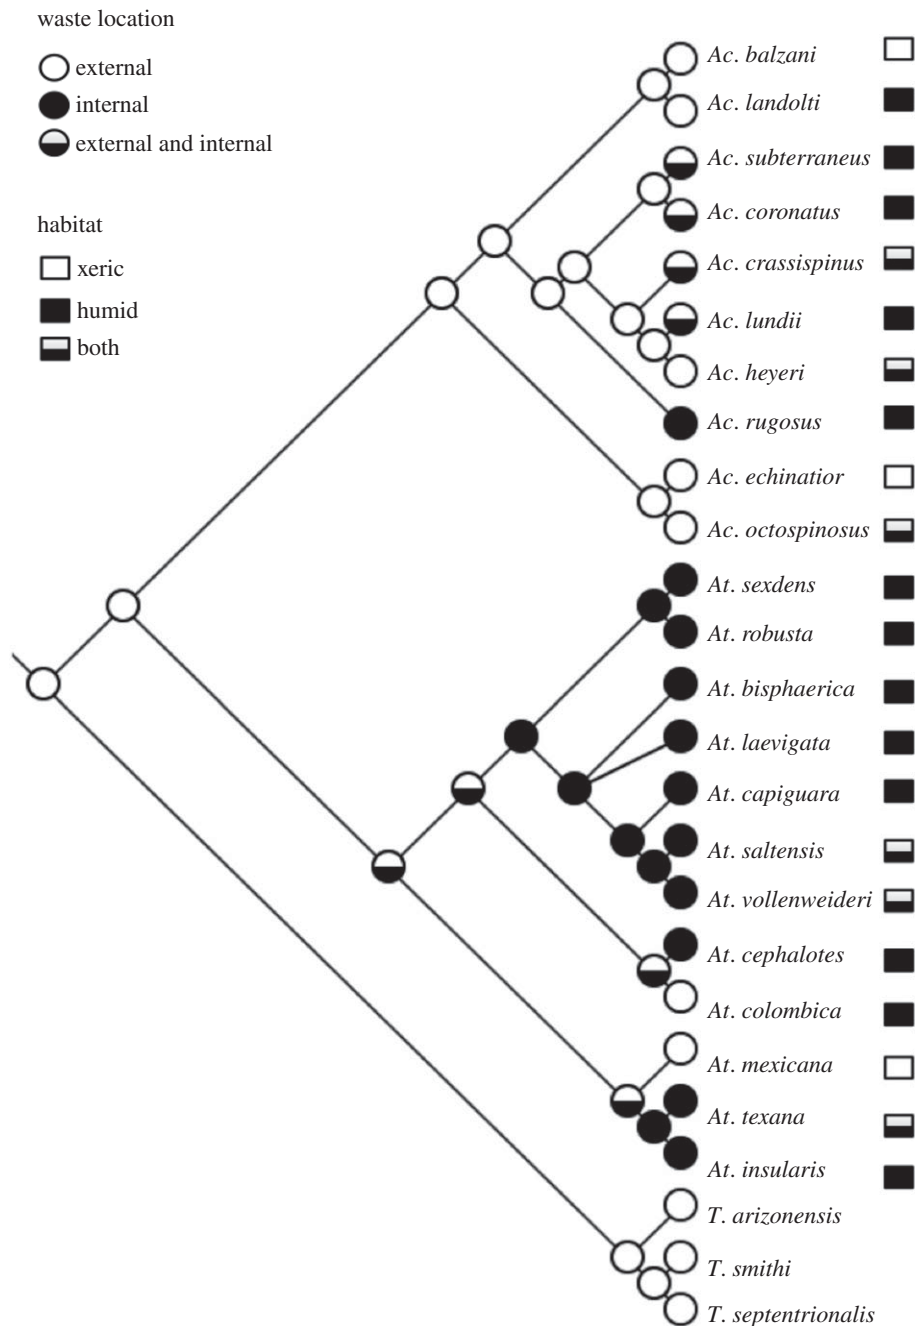 waste location
external
internal
external and internal
habitat
xeric
humid
both
Ac. balzani
Ac. landolti
Ac. subterraneus
Ac. coronatus
Ac. crassispinus
Ac. lundii
Ac. heyeri
Ac. rugosus
Ac. echinatior
Ac. octospinosus
At. sexdens
At. robusta
At. bisphaerica
At. laevigata
At. capiguara
At. saltensis
At. vollenweideri
At. cephalotes
At. colombica
At. mexicana
At. texana
At. insularis
T. arizonensis
T. smithi
T. septentrionalis